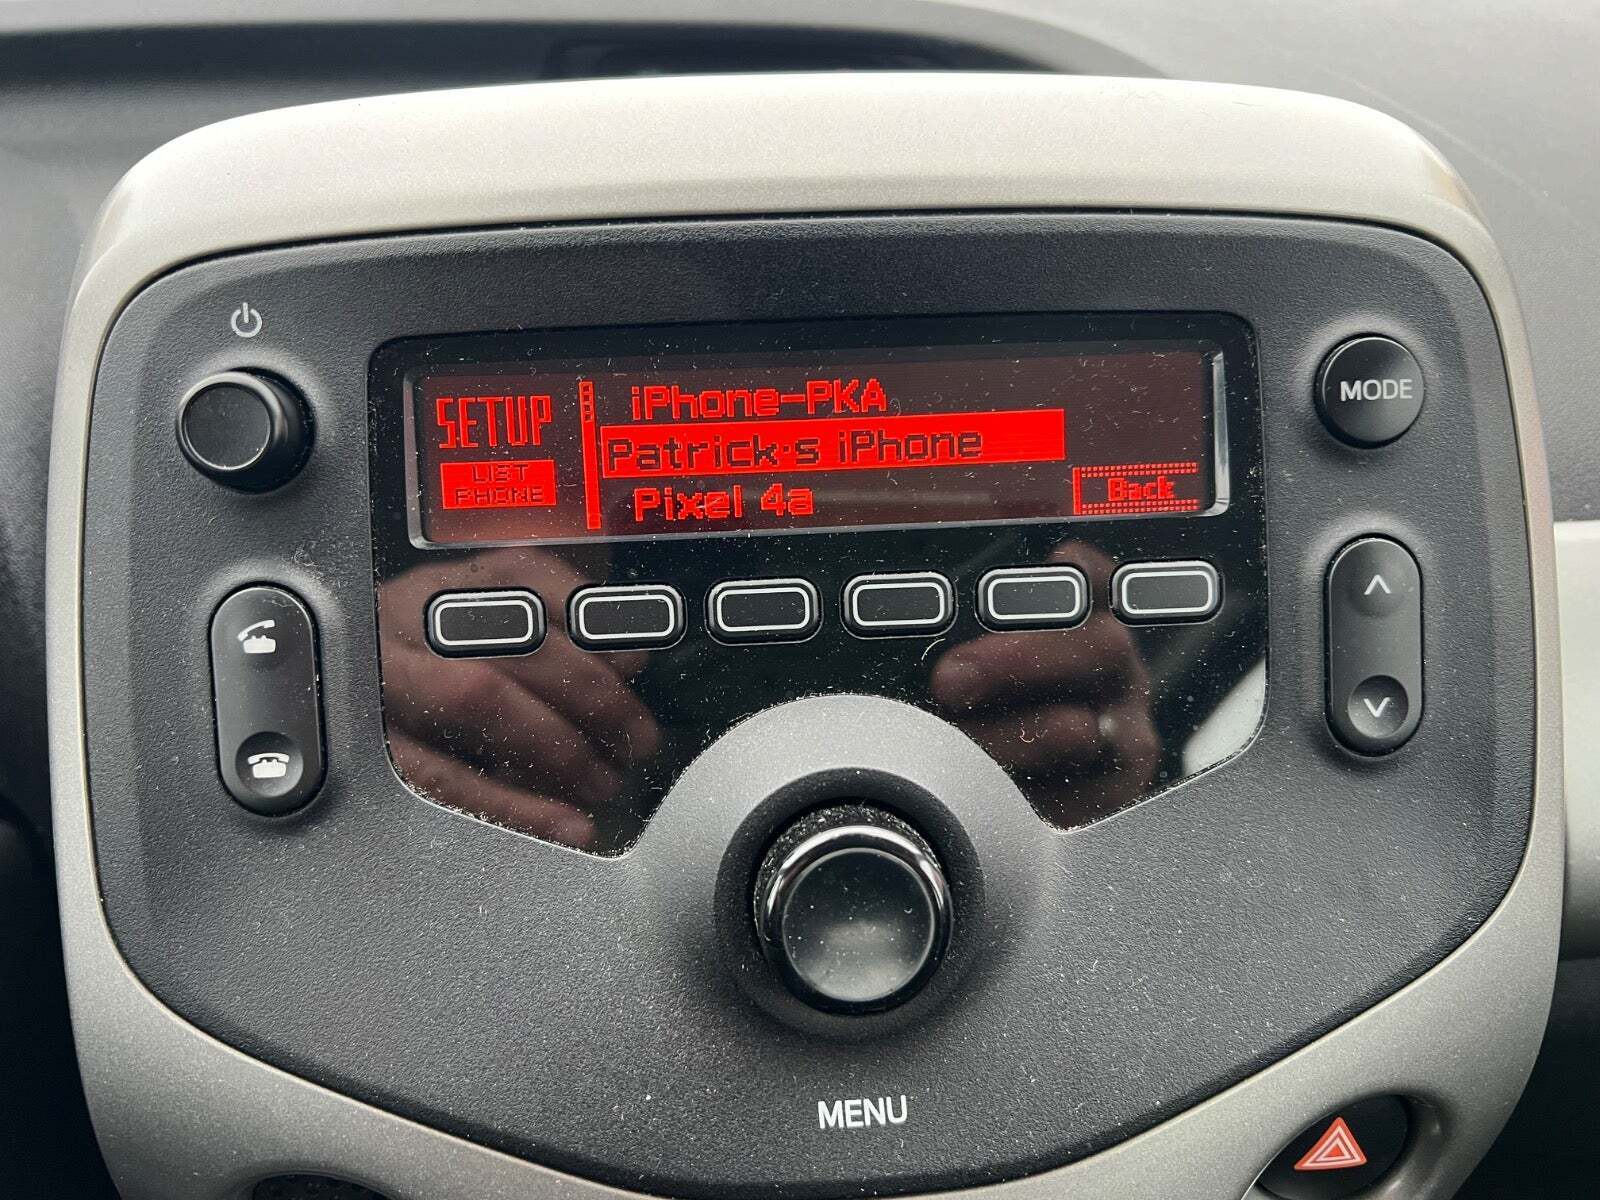 iPhone-PKA
SETUP
Patrick's iPhone
LIST
PHONE
Pixel 4a
Back
MODE
MENU